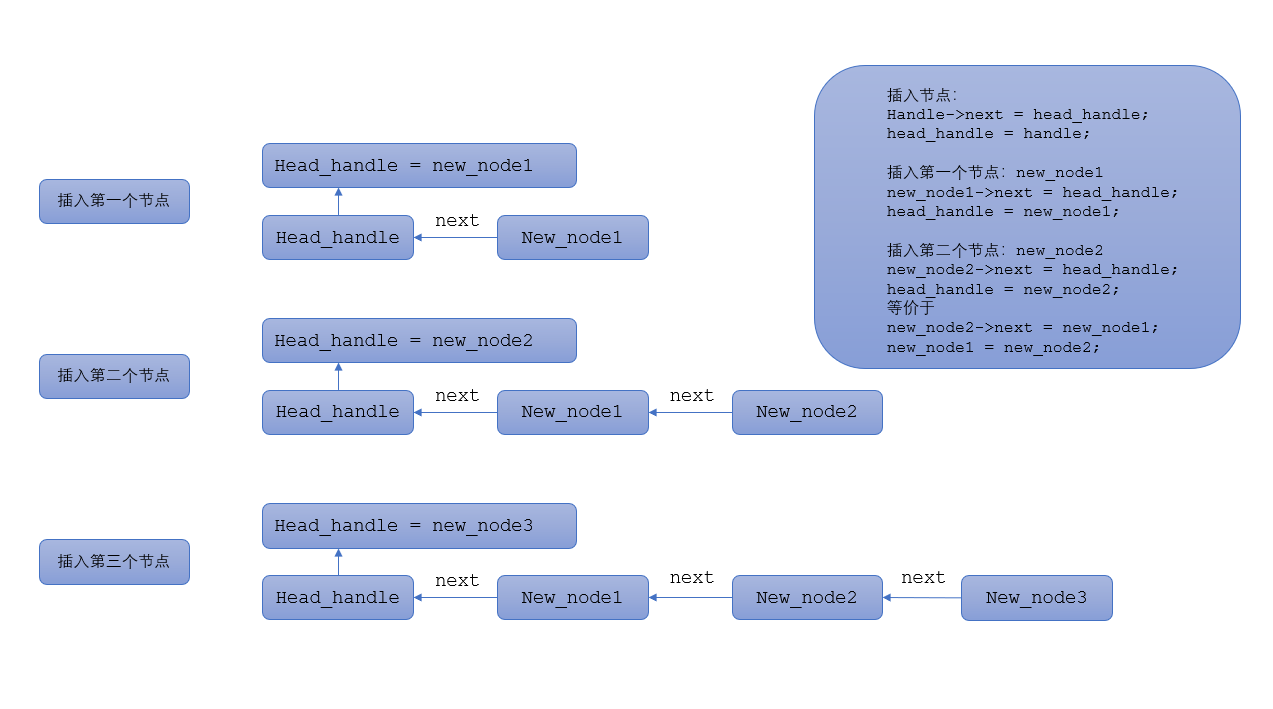 插入节点:
Handle->next = head_handle;
head_handle = handle;
插入第一个节点: new_node1
new_node1->next = head_handle;
head_handle = new_node1;
插入第二个节点: new_node2
new_node2->next = head_handle;
head_handle = new_node2;
等价于
new_node2->next = new_node1;
new_node1 = new_node2;
插入第一个节点
Head_handle = new_node1
Head_handle
next
New_node1
插入第二个节点
Head_handle = new_node2
Head_handle
next
New_node1
next
New_node2
插入第三个节点
Head_handle = new_node3
Head_handle
next
New_node1
next
New_node2
next
New_node3